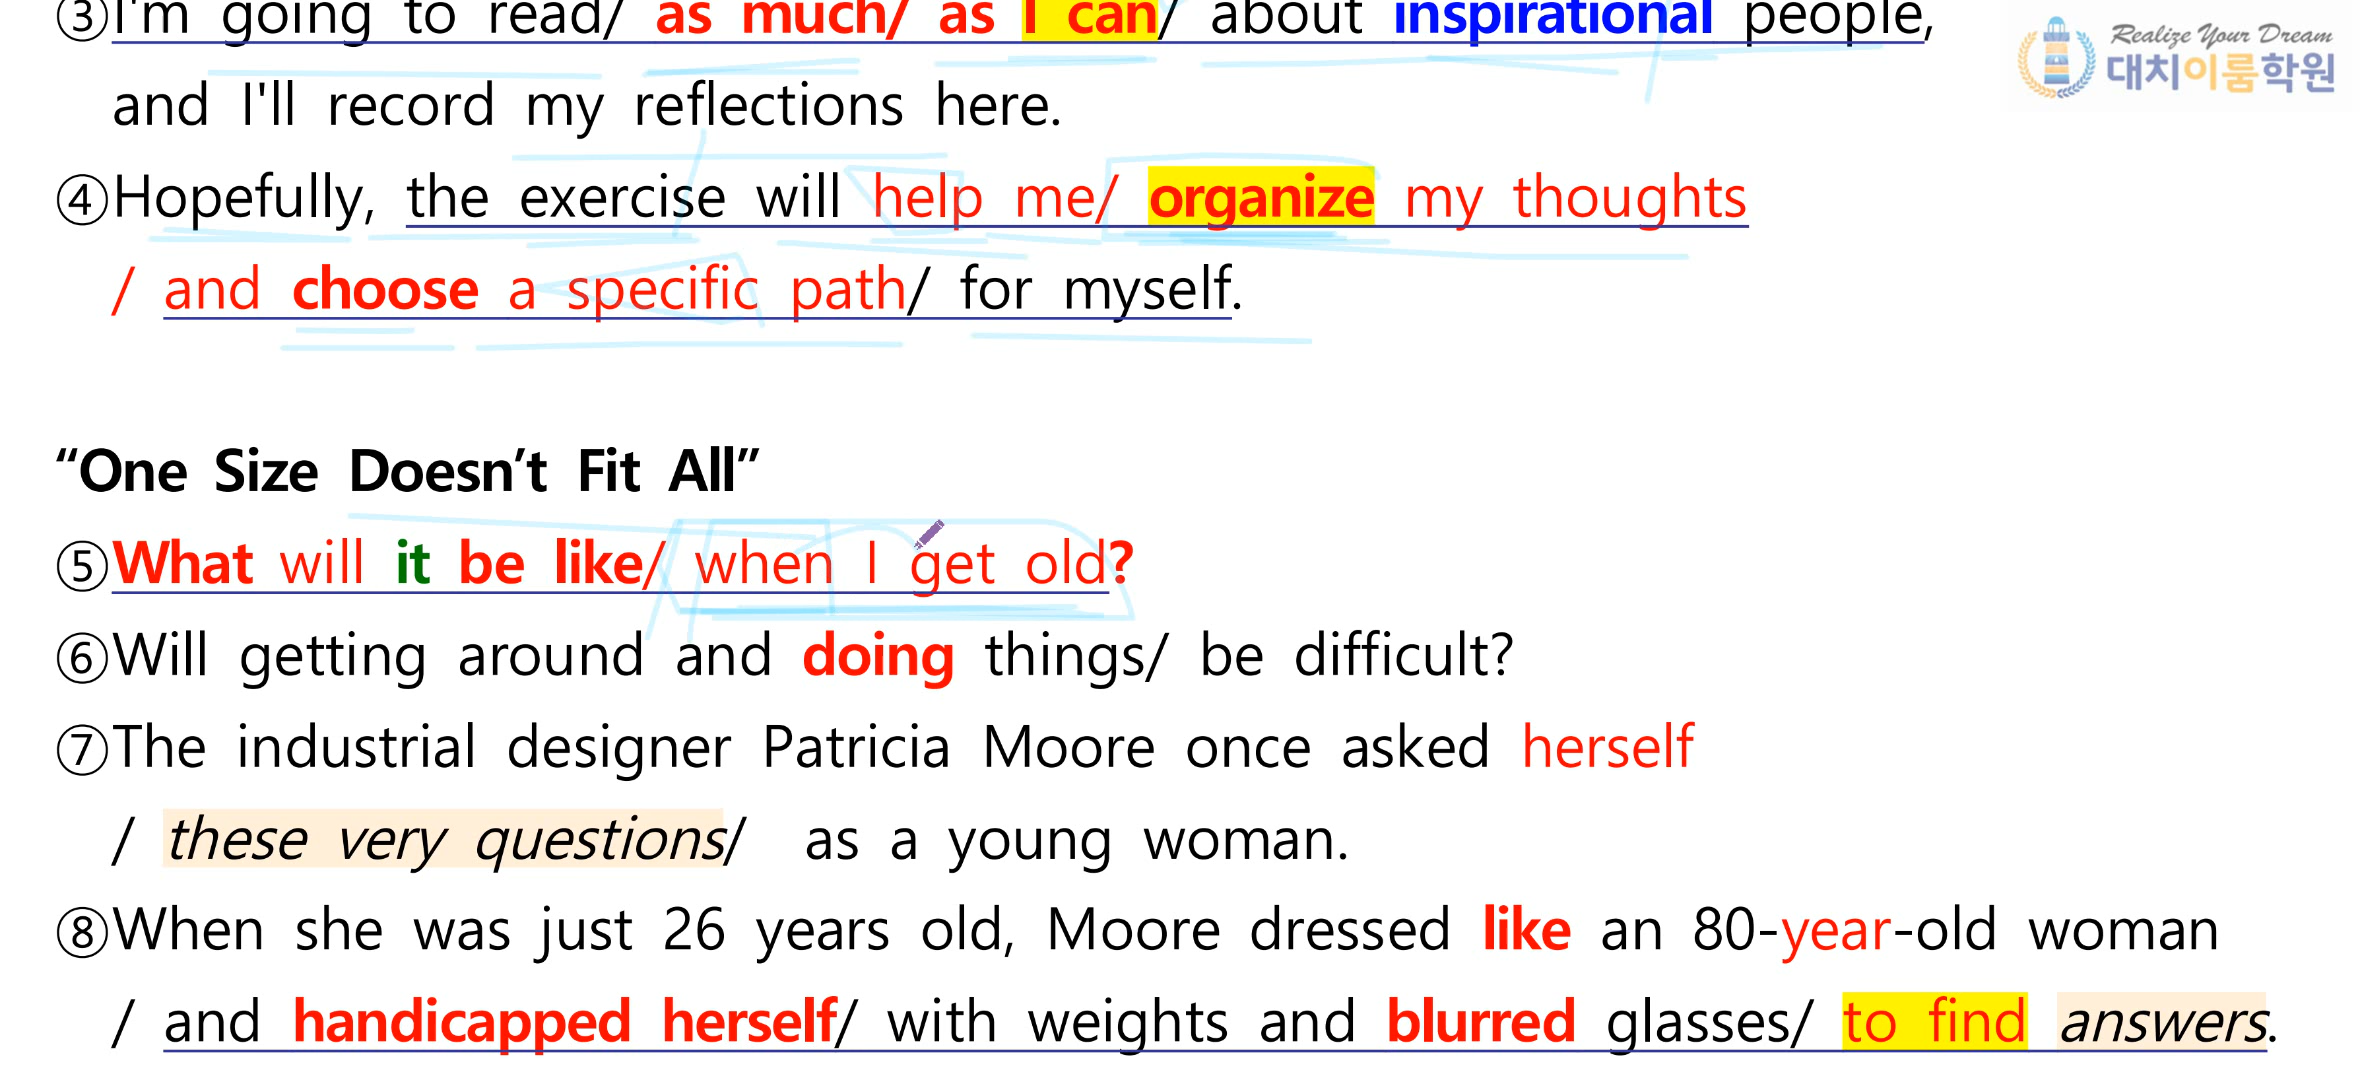 ③I'm going to read/ as much/ as I can/ about inspirational people,
Realize Your Dream
대치이룸학원
and I'll record my reflections here.
④Hopefully, the exercise will help me/ organize my thoughts
/ and choose a specific path/ for myself.
“One Size Doesn’t Fit All”
⑤What will it be like/ when I get old?
⑥Will getting around and doing things/ be difficult?
⑦The industrial designer Patricia Moore once asked herself
/ these very questions/ as a young woman.
⑧When she was just 26 years old, Moore dressed like an 80-year-old woman
/ and handicapped herself/ with weights and blurred glasses/ to find answers.